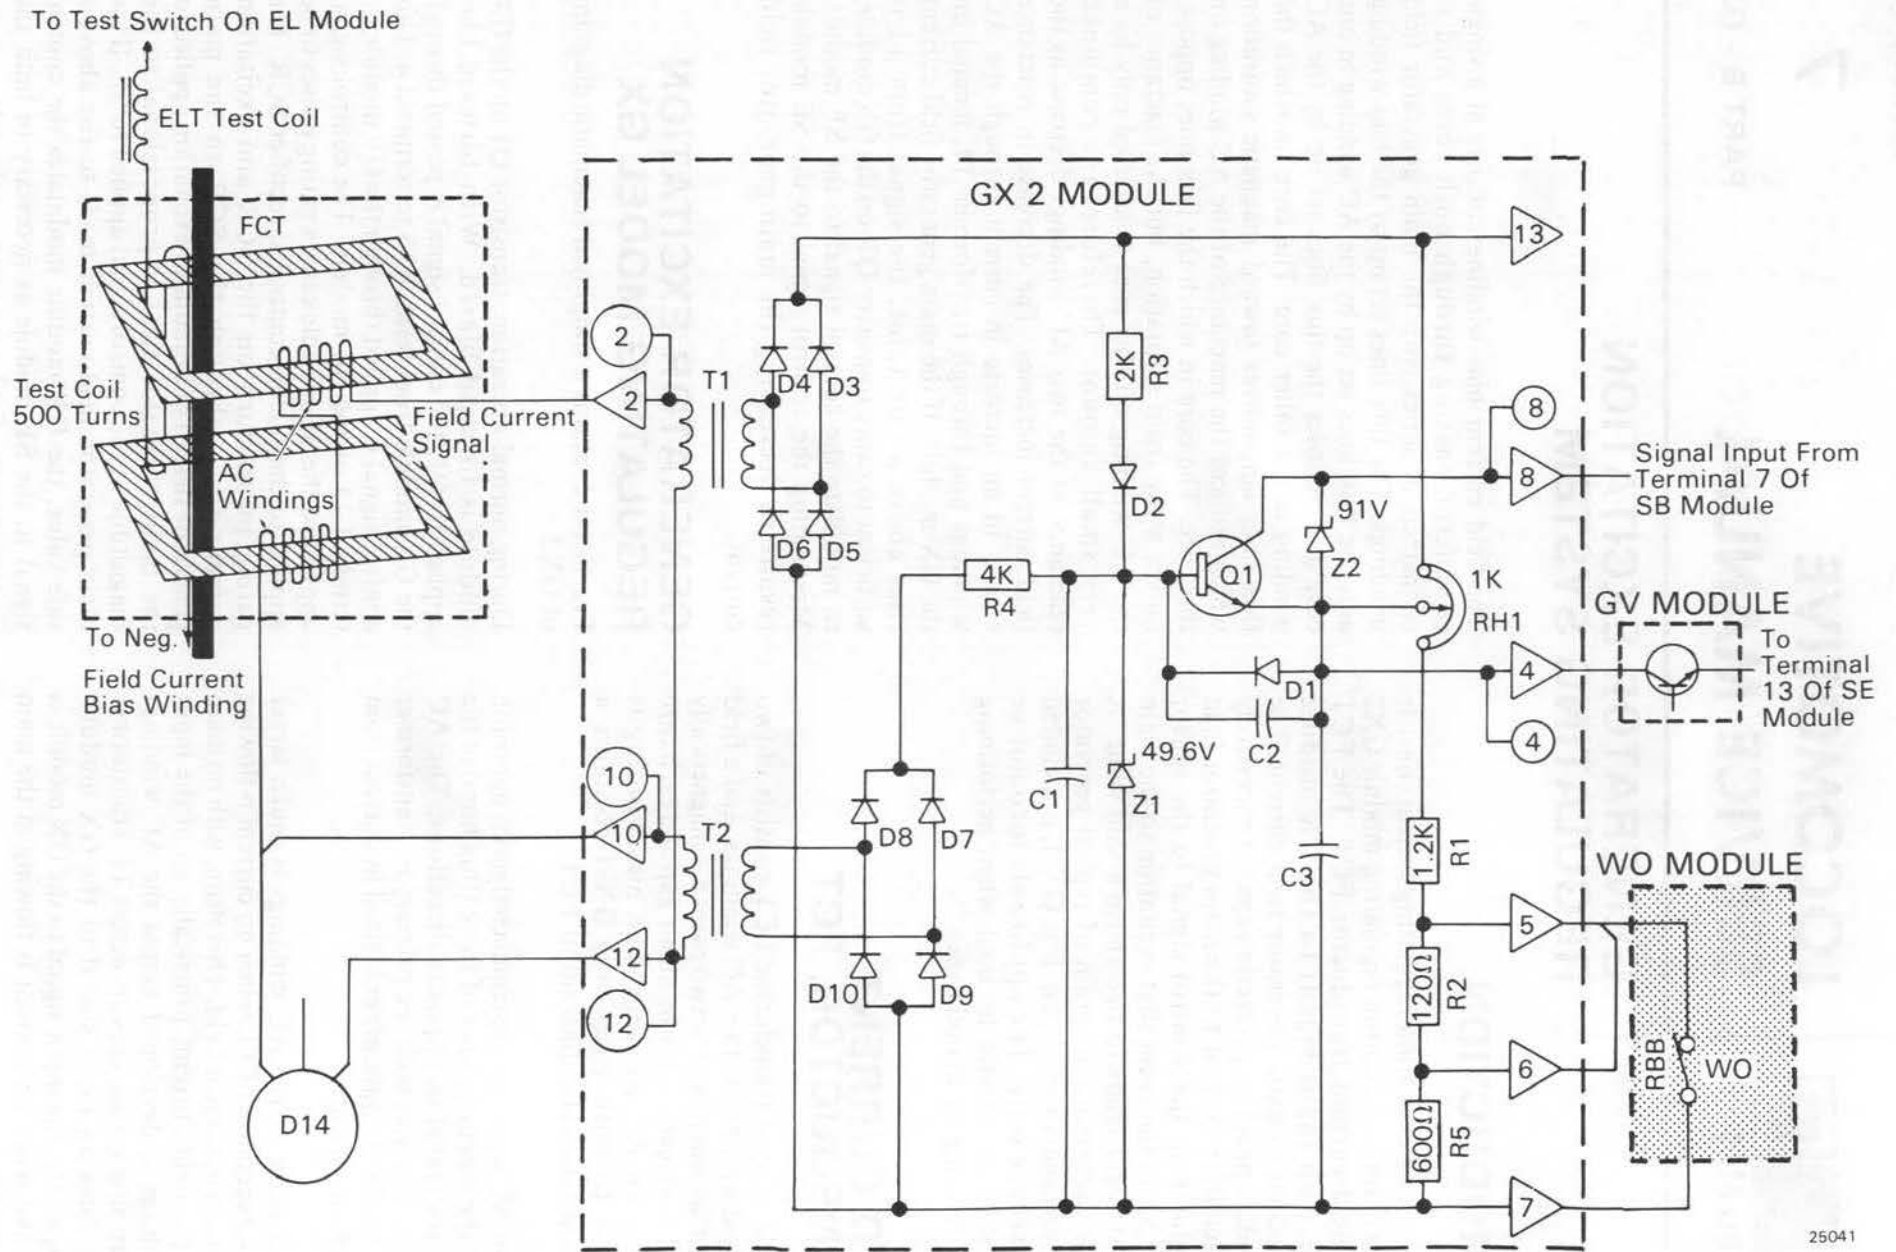 To Test Switch On EL Module
ELT Test Coil
FCT
Test Coil
500 Turns
Field Current
Signal
AC
Windings
To Neg.
Field Current
Bias Winding
D14
GX 2 MODULE
2
2
T1
D4
D3
D6
D5
13
2K
R3
D2
8
8
Signal Input From
Terminal 7 Of
SB Module
91V
Z2
Q1
4K
R4
1K
RH1
GV MODULE
To
Terminal
13 Of SE
Module
4
4
D1
C2
49.6V
Z1
C1
C3
10
10
T2
D8
D7
12
12
D10
D9
1.2K
R1
WO MODULE
5
120Ω
R2
6
RBB
WO
600Ω
R5
7
25041